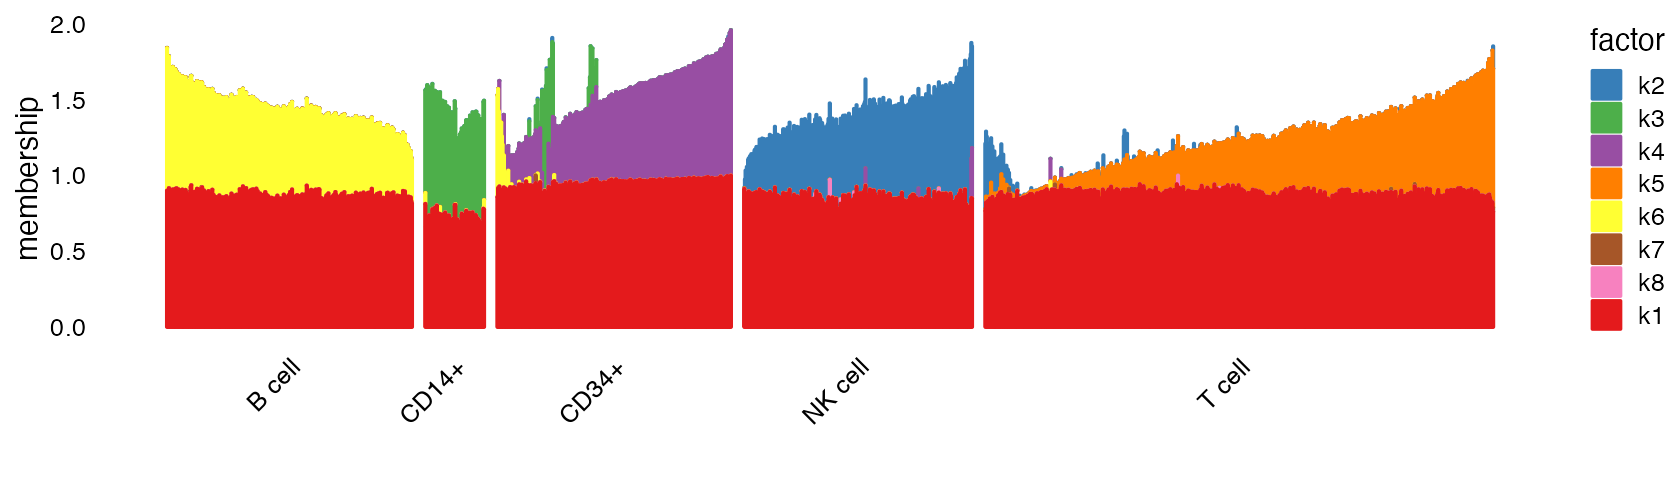 membership
2.0
1.5
1.0
0.5
0.0
B cell
CD14+
CD34+
NK cell
T cell
factor
k2
k3
k4
k5
k6
k7
k8
k1